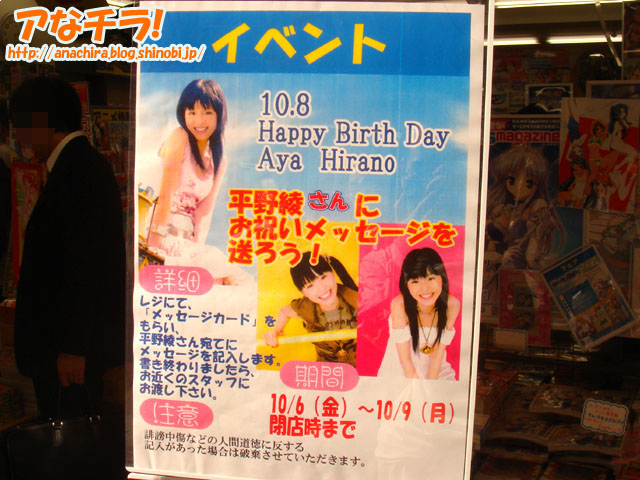 アなチラ!
http://anachira.blog.shinobi.jp/
イベント
10.8
Happy Birth Day
Aya Hirano
平野綾さんに
お祝いメッセージを
送ろう!
詳細
レジにて、
「メッセージカード」を
もらい、
平野綾さん宛てに
メッセージを記入します。
書き終わりましたら、
お近くのスタッフに
お渡し下さい。
期間
10/6(金)~10/9(月)
閉店時まで
注意
誹謗中傷などの人間道徳に反する
記入があった場合は破棄させていただきます。
magazine